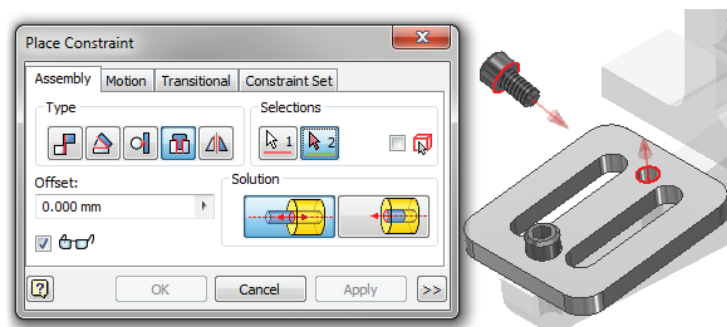 Place Constraint
Assembly Motion Transitional Constraint Set
Type
Selections
1
2
Offset:
Solution
0.000 mm
?
OK
Cancel
Apply
>>